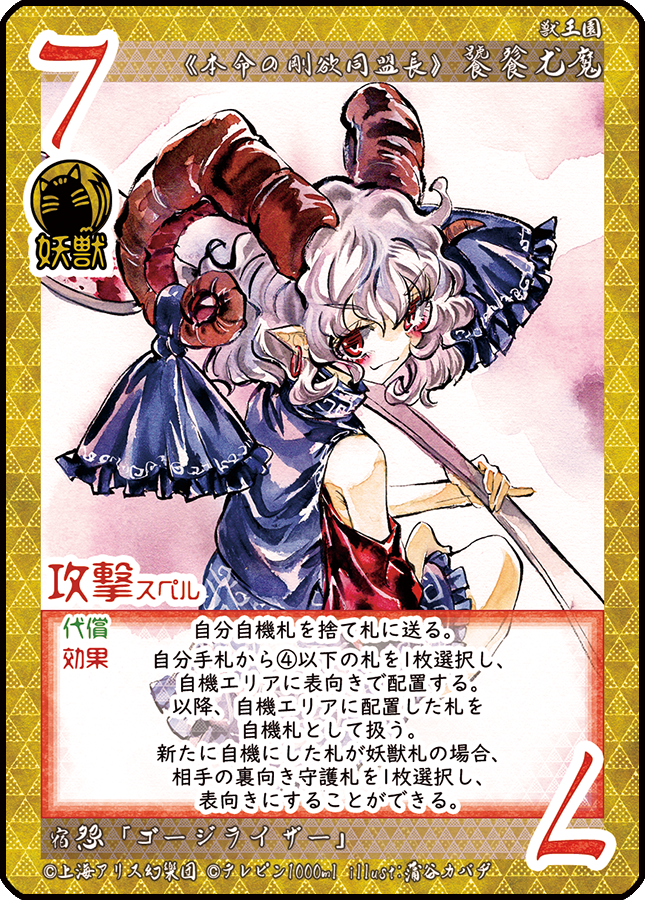 獣王園
7
《本命の剛欲同盟長》 饕餮尤魔
妖獣
攻撃スペル
代償 自分自機札を捨て札に送る。
効果 自分手札から④以下の札を1枚選択し、
自機エリアに表向きで配置する。
以降、自機エリアに配置した札を
自機札として扱う。
新たに自機にした札が妖獣札の場合、
相手の裏向き守護札を1枚選択し、
表向きにすることができる。
宿怨「ゴージライザー」
7
©上海アリス幻樂団 ©テレビン1000ml illust:蒲谷カバヂ